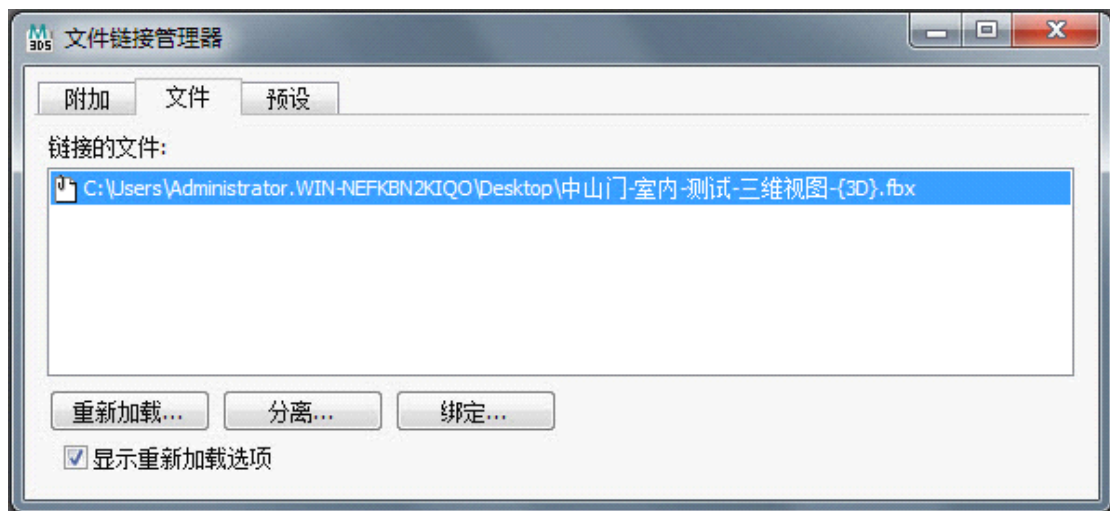 文件链接管理器
附加 文件 预设
链接的文件:
C:\Users\Administrator.WIN-NEFKBN2KIQO\Desktop\中山门-室内-测试-三维视图-{3D}.fbx
重新加载... 分离... 绑定...
显示重新加载选项